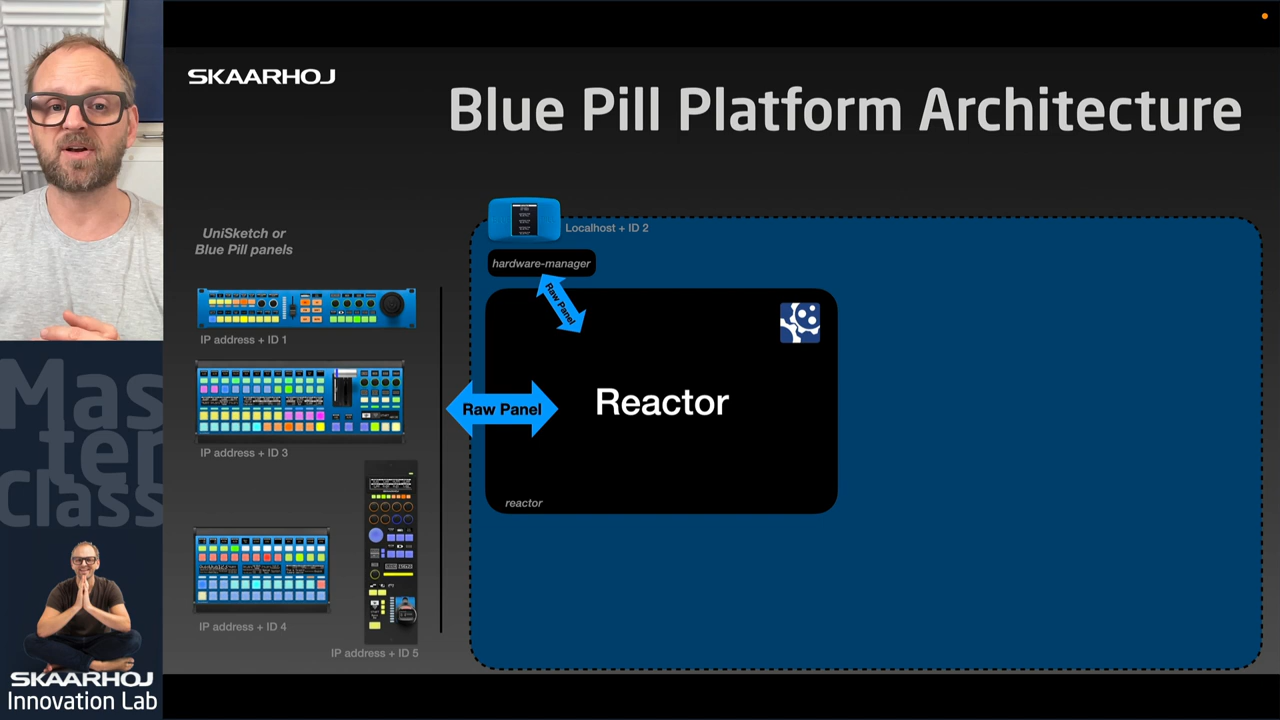 SKAARHOJ
Blue Pill Platform Architecture
UniSketch or
Blue Pill panels
Localhost + ID 2
hardware-manager
Raw Panel
IP address + ID 1
Raw Panel
Reactor
IP address + ID 3
reactor
IP address + ID 4
IP address + ID 5
Mas
ter
Class
SKAARHOJ
Innovation Lab